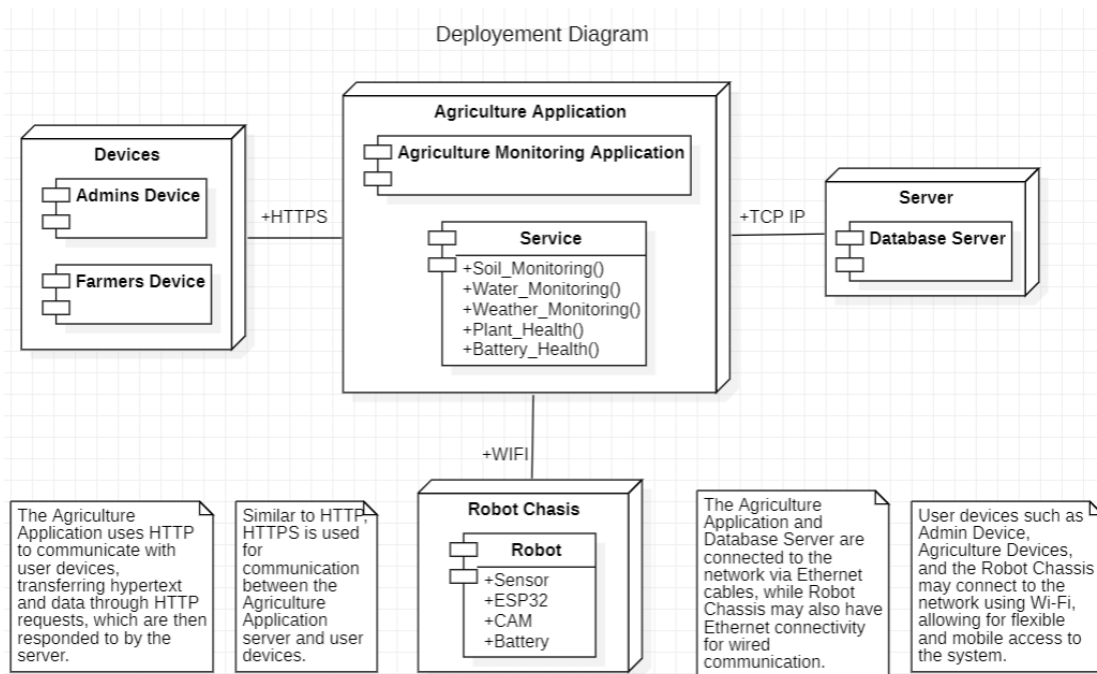 Deployement Diagram
Devices
Admins Device
Farmers Device
+HTTPS
Agriculture Application
Agriculture Monitoring Application
Service
+Soil_Monitoring()
+Water_Monitoring()
+Weather_Monitoring()
+Plant_Health()
+Battery_Health()
+TCP IP
Server
Database Server
+WIFI
Robot Chasis
Robot
+Sensor
+ESP32
+CAM
+Battery
The Agriculture
Application uses HTTP
to communicate with
user devices,
transferring hypertext
and data through HTTP
requests, which are then
responded to by the
server.
Similar to HTTP,
HTTPS is used
for
communication
between the
Agriculture
Application
server and user
devices.
The Agriculture
Application and
Database Server are
connected to the
network via Ethernet
cables, while Robot
Chassis may also have
Ethernet connectivity
for wired
communication.
User devices such as
Admin Device,
Agriculture Devices,
and the Robot Chassis
may connect to the
network using Wi-Fi,
allowing for flexible
and mobile access to
the system.